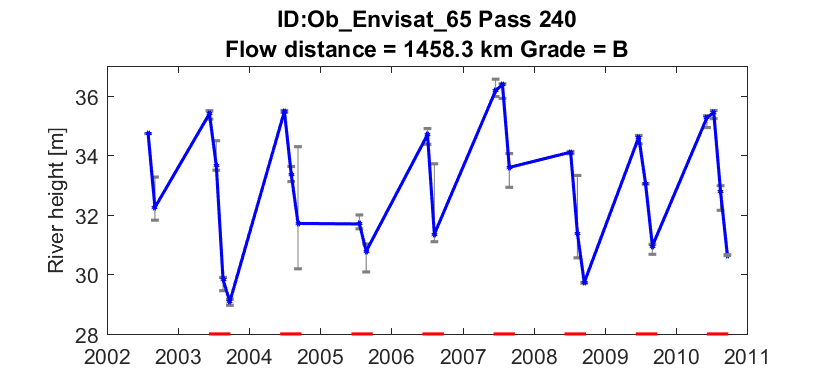 ID:Ob_Envisat_65 Pass 240
Flow distance = 1458.3 km Grade = B
River height [m]
36
34
32
30
28
2002 2003 2004 2005 2006 2007 2008 2009 2010 2011